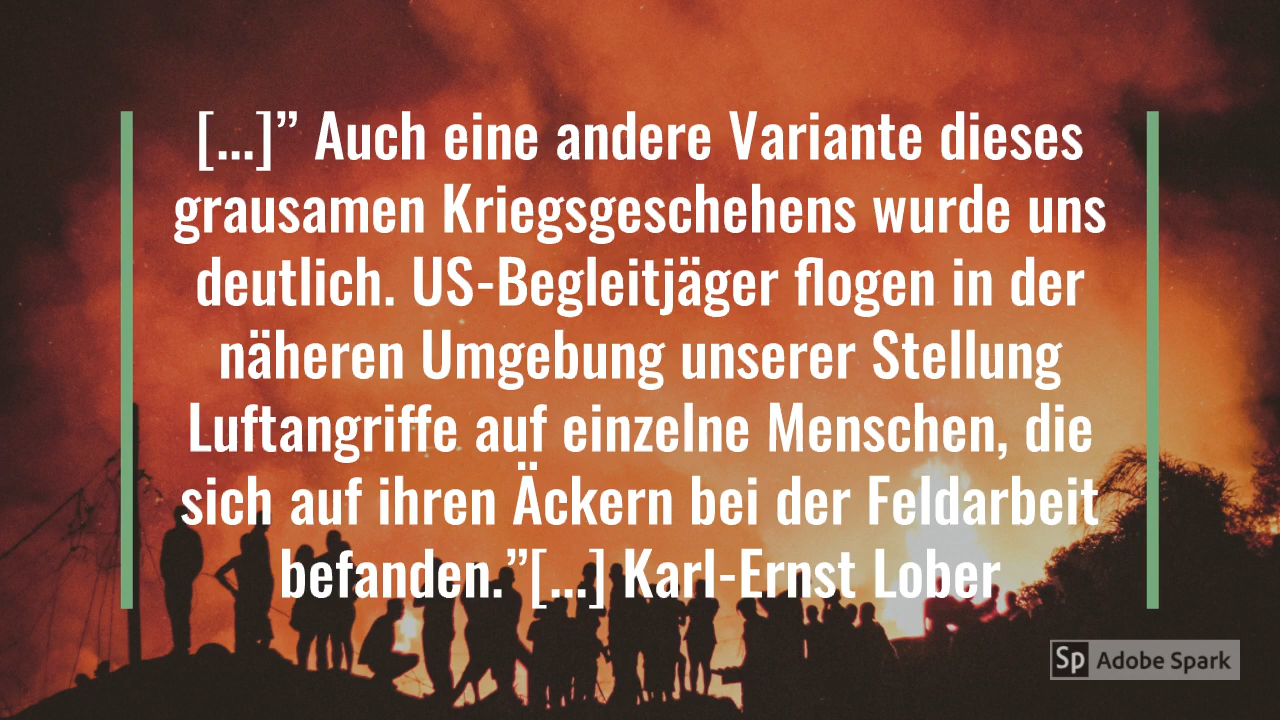 [...]” Auch eine andere Variante dieses
grausamen Kriegsgeschehens wurde uns
deutlich. US-Begleitjäger flogen in der
näheren Umgebung unserer Stellung
Luftangriffe auf einzelne Menschen, die
sich auf ihren Äckern bei der Feldarbeit
befanden.”[...] Karl-Ernst Lober
Sp Adobe Spark